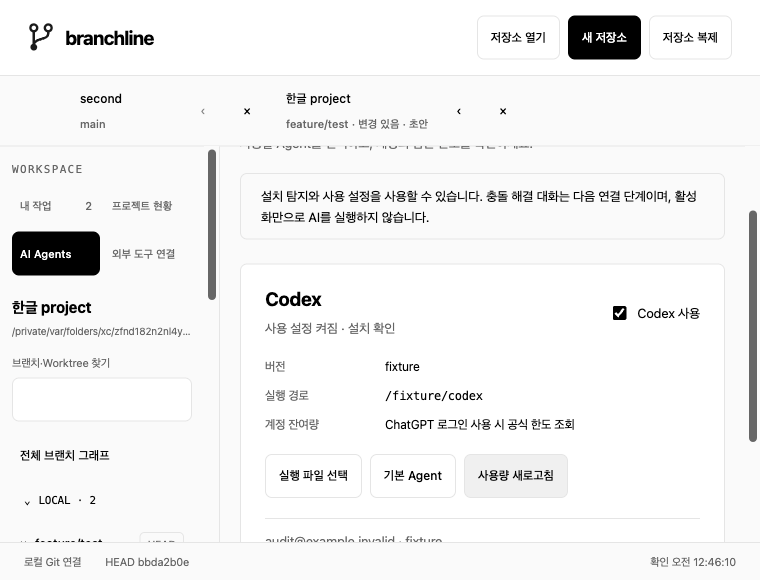 branchline
저장소 열기
새 저장소
저장소 복제
second
main
‹
×
한글 project
feature/test · 변경 있음 · 초안
‹
×
WORKSPACE
내 작업 2
프로젝트 현황
AI Agents
외부 도구 연결
한글 project
/private/var/folders/xc/zfnd182n2nl4y...
브랜치·Worktree 찾기
전체 브랜치 그래프
⌄ LOCAL · 2
feature/test
HEAD
설치 탐지와 사용 설정을 사용할 수 있습니다. 충돌 해결 대화는 다음 연결 단계이며, 활성
화만으로 AI를 실행하지 않습니다.
Codex
사용 설정 켜짐 · 설치 확인
Codex 사용
버전 fixture
실행 경로 /fixture/codex
계정 잔여량 ChatGPT 로그인 사용 시 공식 한도 조회
실행 파일 선택
기본 Agent
사용량 새로고침
audit@example.invalid · fixture
로컬 Git 연결
HEAD bbda2b0e
확인 오전 12:46:10